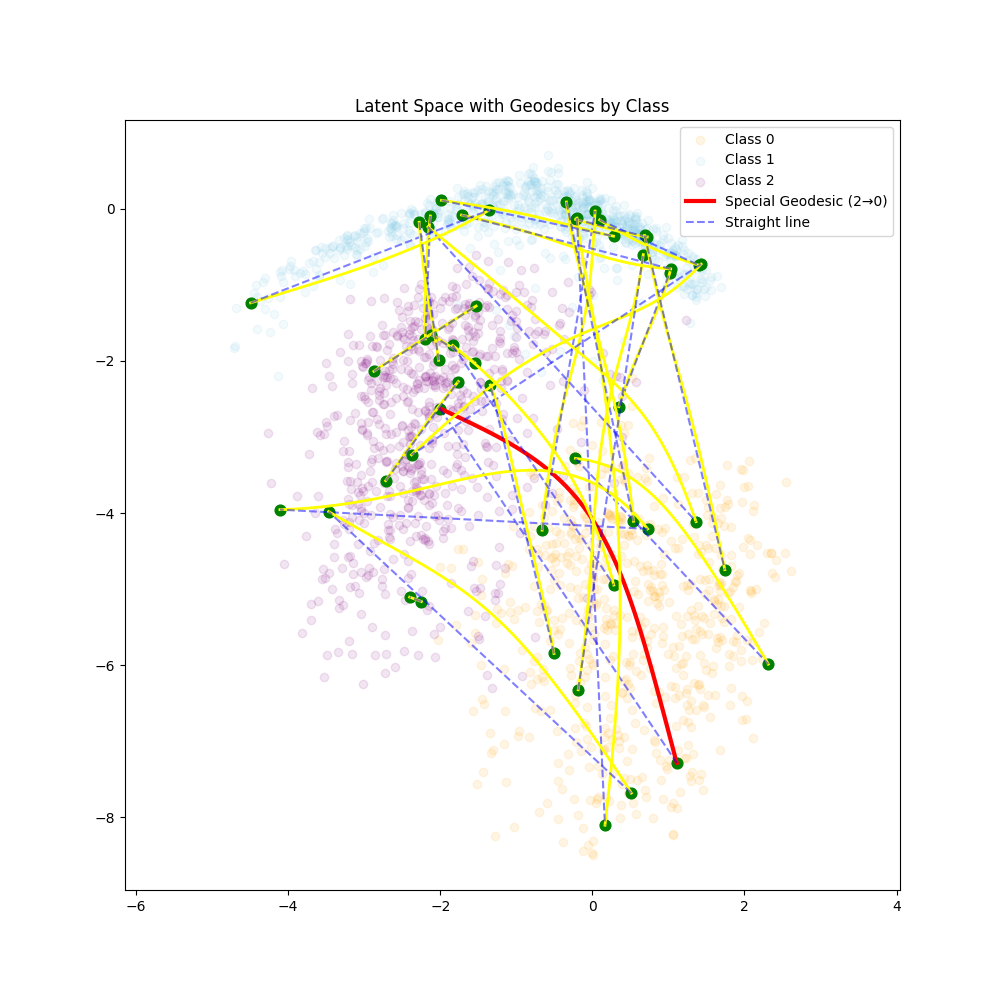 Latent Space with Geodesics by Class
Class 0
Class 1
Class 2
Special Geodesic (2→0)
Straight line
0
−2
−4
−6
−8
−6
−4
−2
0
2
4